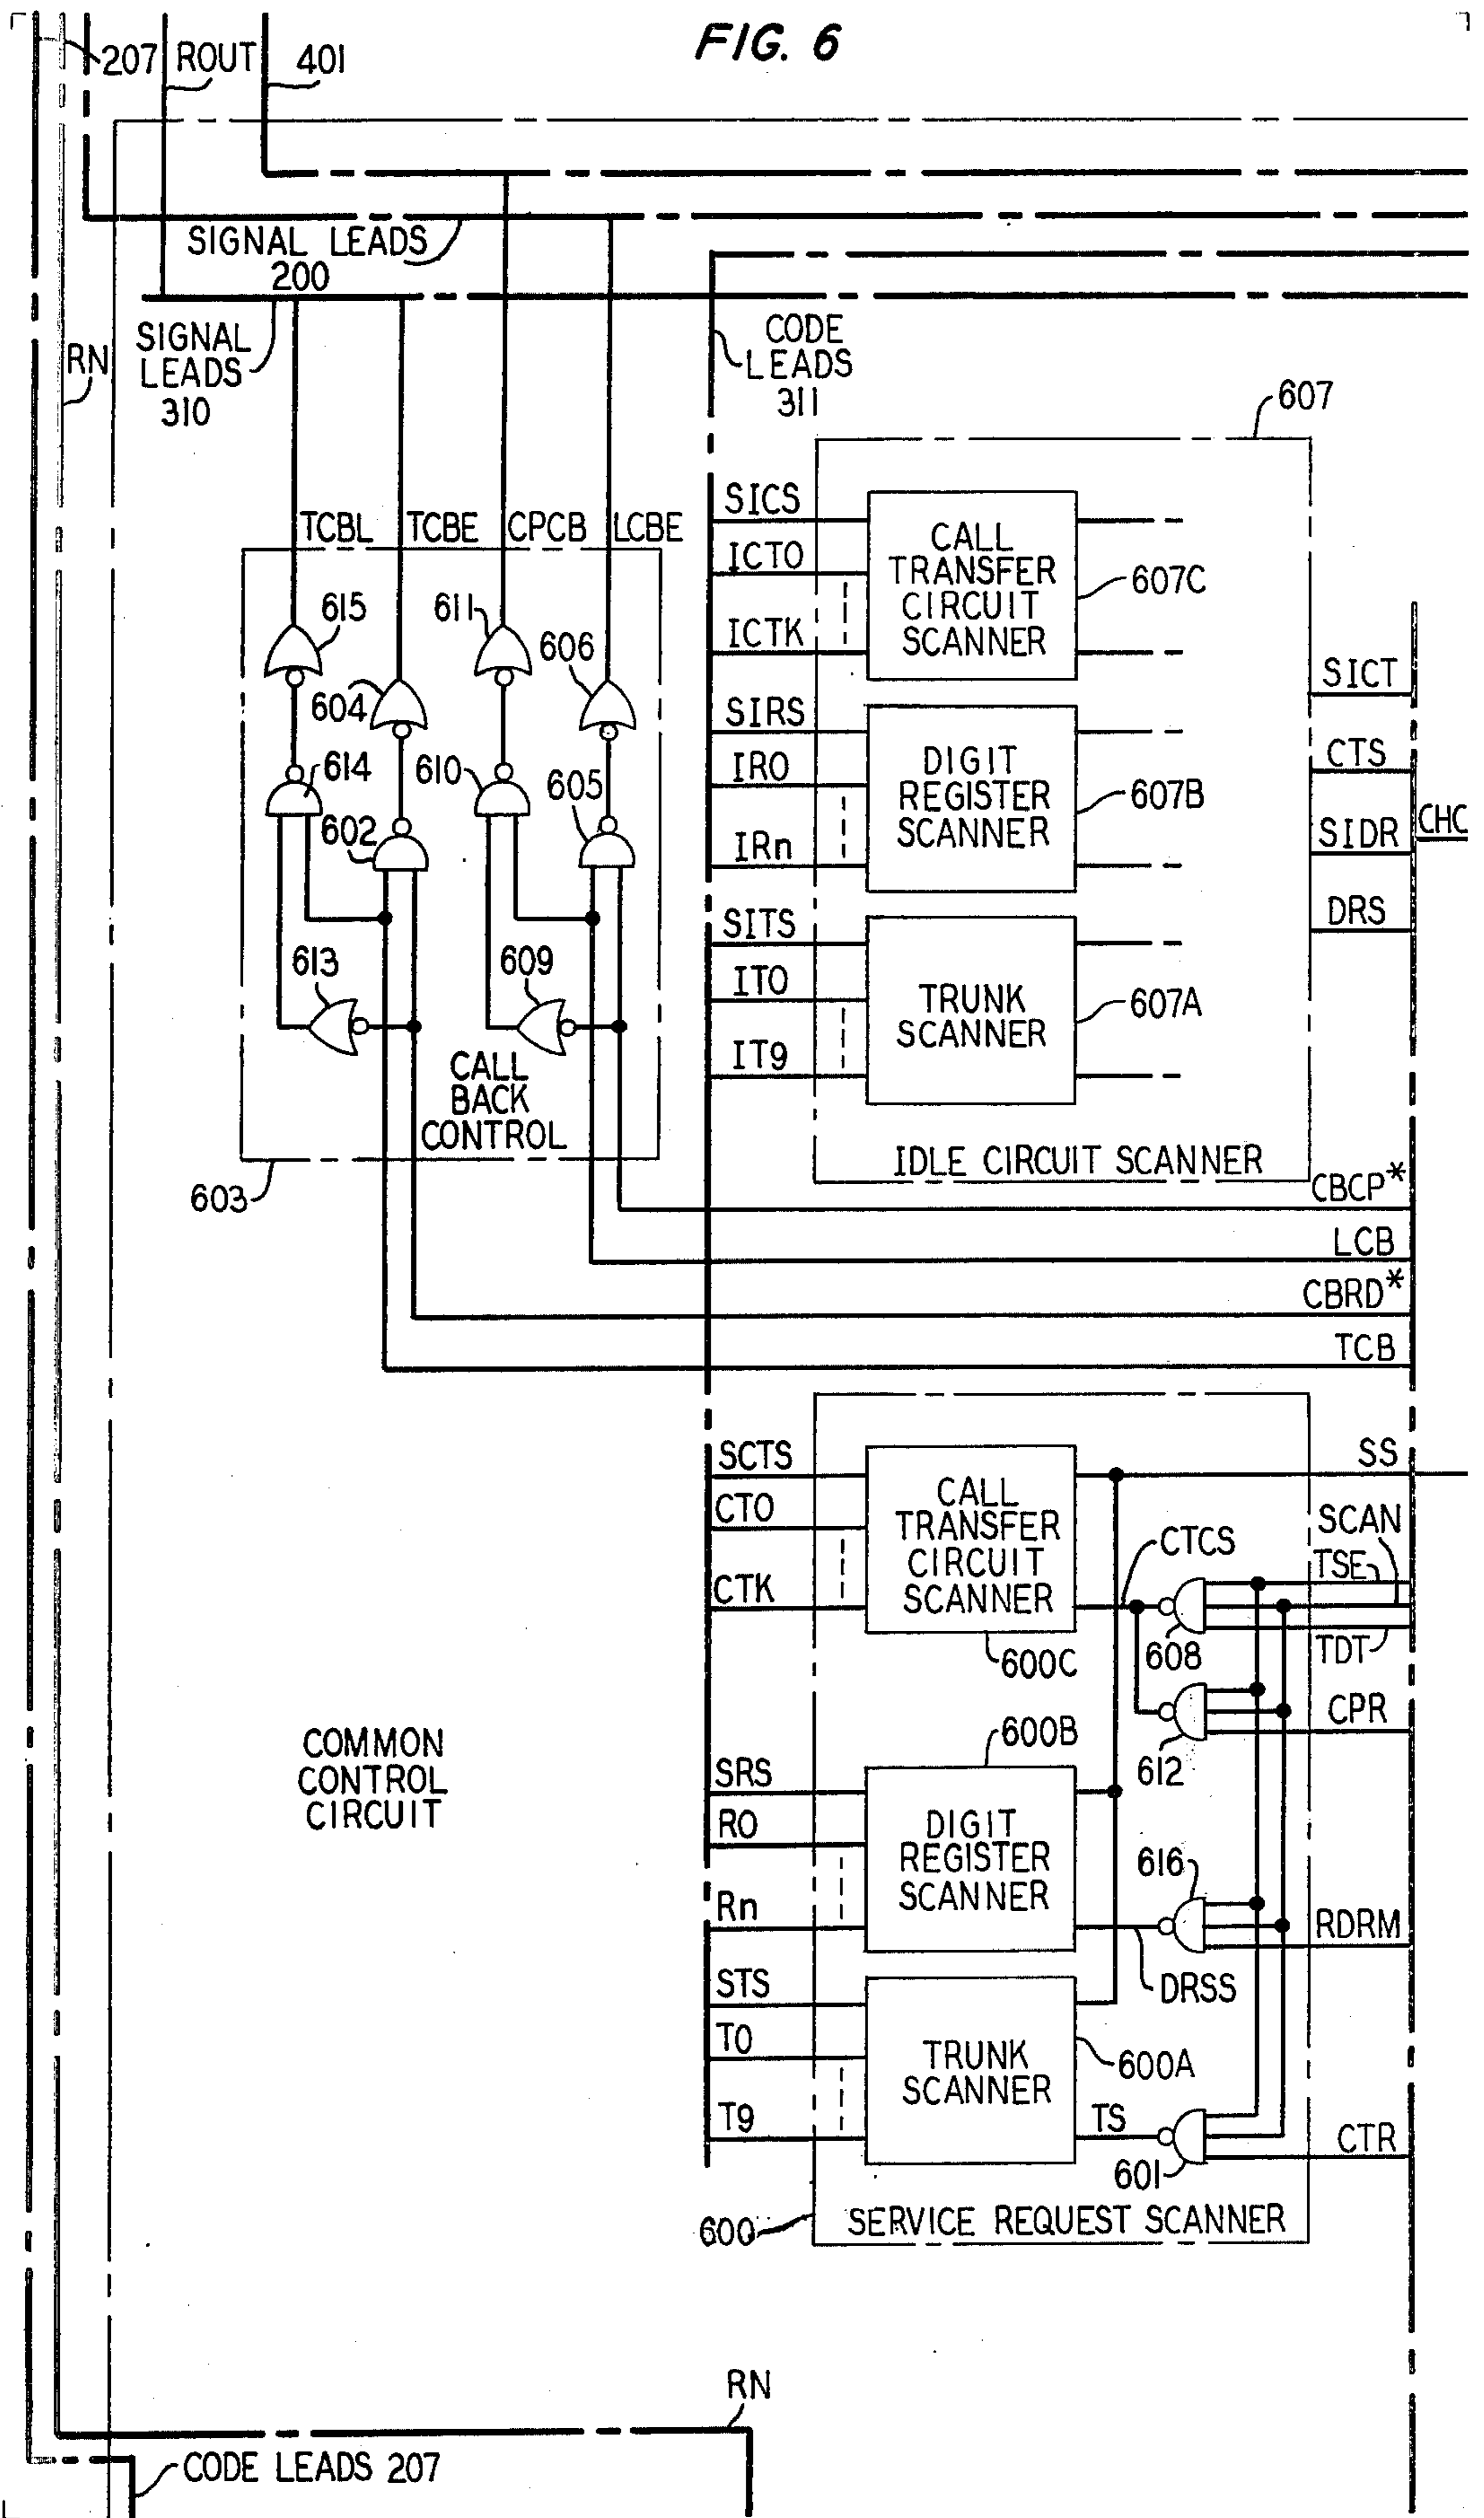 FIG. 6
207
ROUT
401
SIGNAL LEADS
200
SIGNAL
LEADS
310
RN
CODE
LEADS
311
607
TCBL
TCBE
CPCB
LCBE
615
611
606
604
614
610
605
602
613
609
CALL
BACK
CONTROL
603
SICS
ICTO
ICTK
CALL
TRANSFER
CIRCUIT
SCANNER
607C
SIRS
IRO
IRn
DIGIT
REGISTER
SCANNER
607B
SITS
ITO
IT9
TRUNK
SCANNER
607A
IDLE CIRCUIT SCANNER
SICT
CTS
SIDR
CHC
DRS
CBCP*
LCB
CBRD*
TCB
SCTS
CTO
CTK
CALL
TRANSFER
CIRCUIT
SCANNER
600C
CTCS
SS
SCAN
TSE
608
TDT
CPR
612
COMMON
CONTROL
CIRCUIT
600B
SRS
RO
Rn
DIGIT
REGISTER
SCANNER
616
RDRM
DRSS
STS
TO
T9
TRUNK
SCANNER
600A
TS
601
CTR
600
SERVICE REQUEST SCANNER
RN
CODE LEADS 207